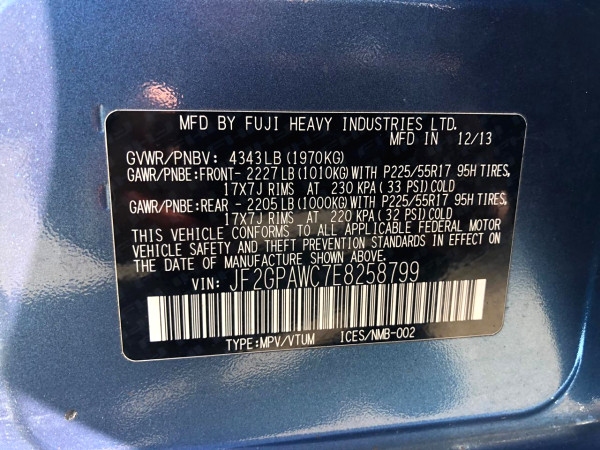 MFD BY FUJI HEAVY INDUSTRIES LTD.
MFD IN 12/13
GVWR/PNBV: 4343LB(1970KG)
GAWR/PNBE:FRONT-2227LB(1010KG)WITH P225/55R17 95H TIRES,
17X7J RIMS AT 230 KPA(33 PSI)COLD
GAWR/PNBE:REAR -2205LB(1000KG)WITH P225/55R17 95H TIRES,
17X7J RIMS AT 220 KPA(32 PSI)COLD
THIS VEHICLE CONFORMS TO ALL APPLICABLE FEDERAL MOTOR
VEHICLE SAFETY AND THEFT PREVENTION STANDARDS IN EFFECT ON
THE DATE OF MANUFACTURE SHOWN ABOVE.
VIN: JF2GPAWC7E8258799
TYPE:MPV/VTUM ICES/NMB-002